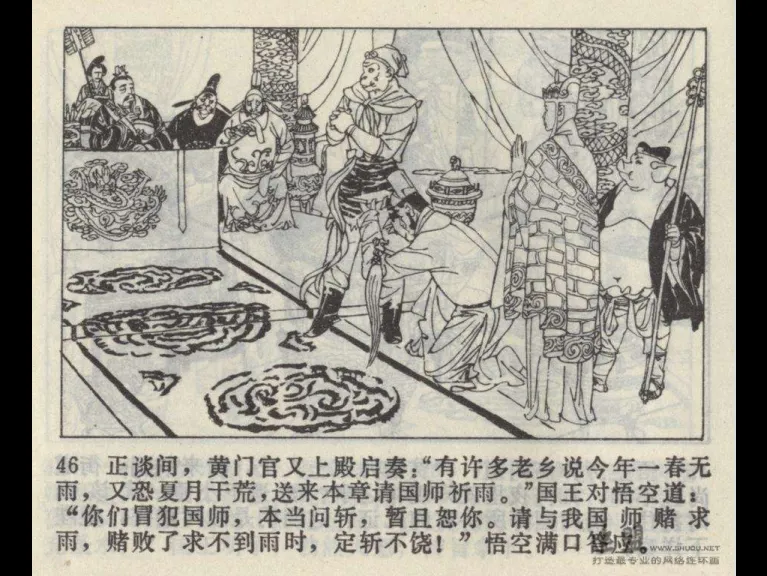 46 正谈间，黄门官又上殿启奏：“有许多老乡说今年一春无
雨，又恐夏月干荒，送来本章请国师祈雨。”国王对悟空道：
“你们冒犯国师，本当问斩，暂且恕你。请与我国师赌求
雨，赌败了求不到雨时，定斩不饶！”悟空满口答应。
WWW.SHUQU.NET
打造最专业的网络连环画